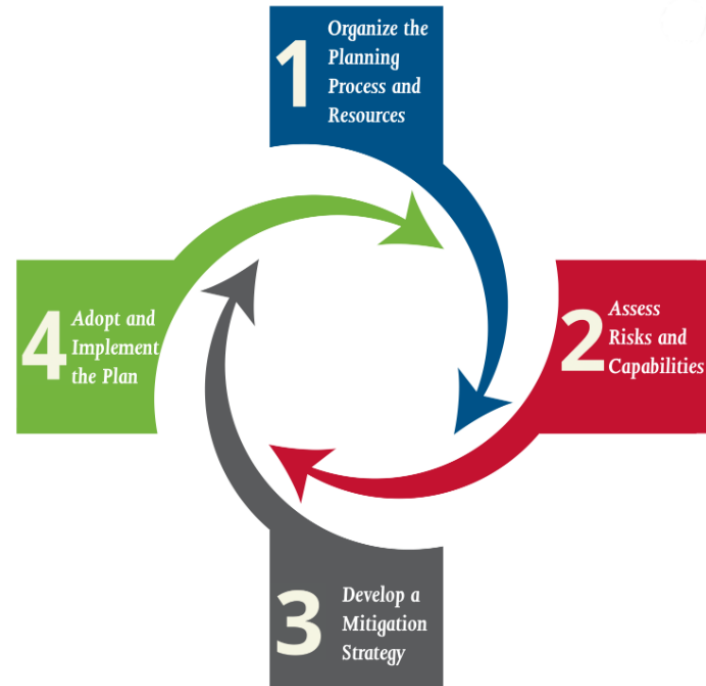 1
Organize the
Planning
Process and
Resources
2
Assess
Risks and
Capabilities
3
Develop a
Mitigation
Strategy
4
Adopt and
Implement
the Plan